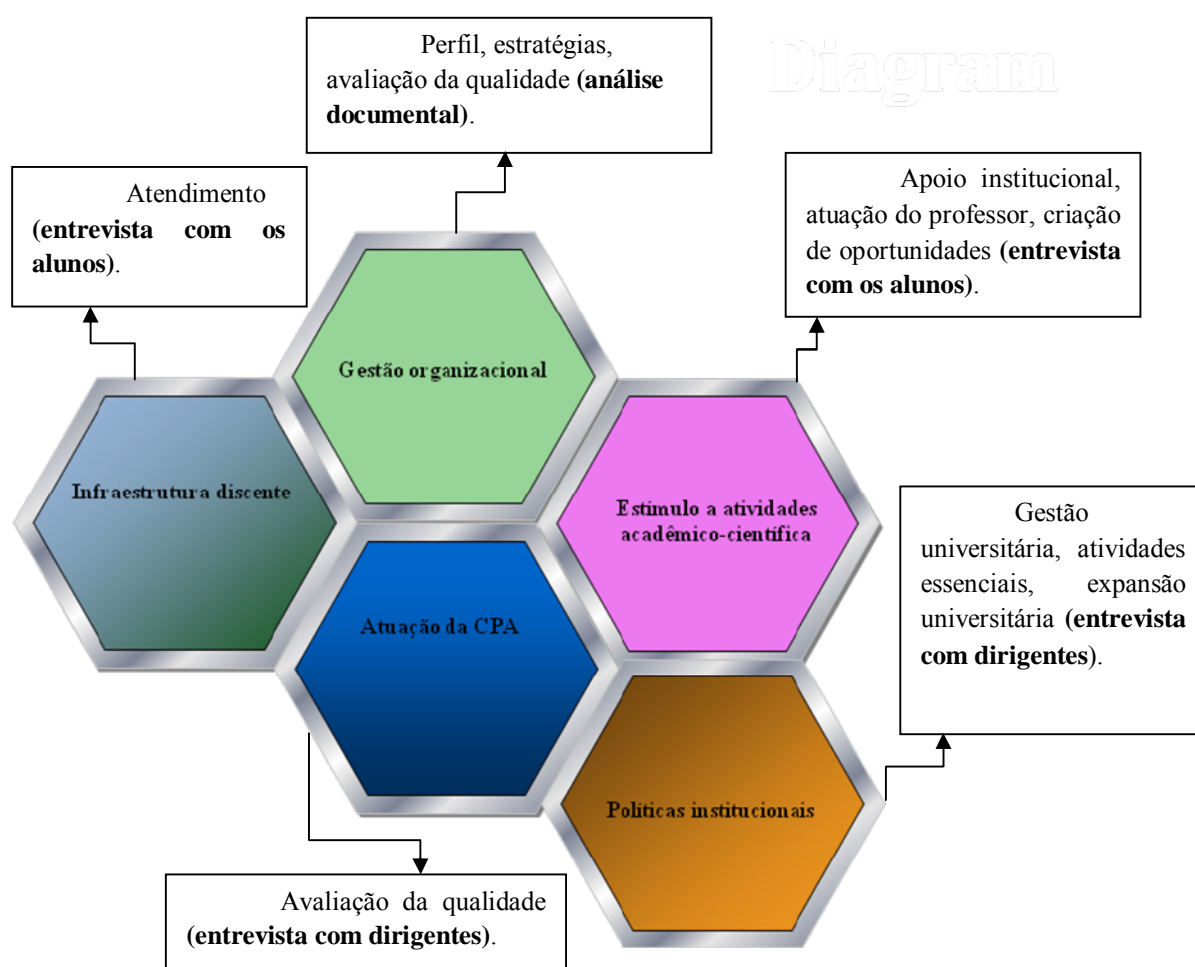 Diagram
Perfil, estratégias,
avaliação da qualidade (análise
documental).
Atendimento
(entrevista com os
alunos).
Apoio institucional,
atuação do professor, criação
de oportunidades (entrevista
com os alunos).
Gestão organizacional
Infraestrutura discente
Estímulo a atividades
acadêmico-científica
Gestão
universitária, atividades
essenciais, expansão
universitária (entrevista
com dirigentes).
Atuação da CPA
Políticas institucionais
Avaliação da qualidade
(entrevista com dirigentes).